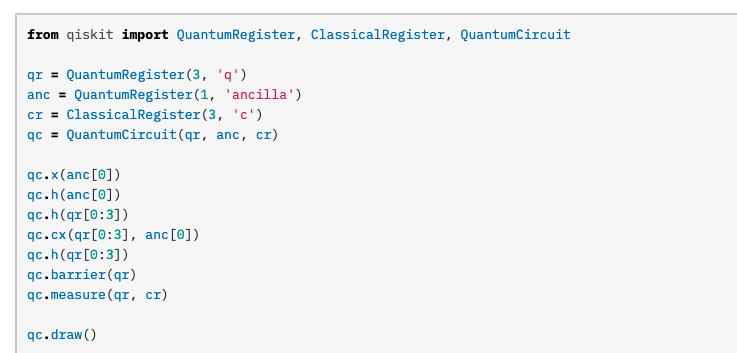 from qiskit import QuantumRegister, ClassicalRegister, QuantumCircuit
qr = QuantumRegister(3, 'q')
anc = QuantumRegister(1, 'ancilla')
cr = ClassicalRegister(3, 'c')
qc = QuantumCircuit(qr, anc, cr)
qc.x(anc[0])
qc.h(anc[0])
qc.h(qr[0:3])
qc.cx(qr[0:3], anc[0])
qc.h(qr[0:3])
qc.barrier(qr)
qc.measure(qr, cr)
qc.draw()